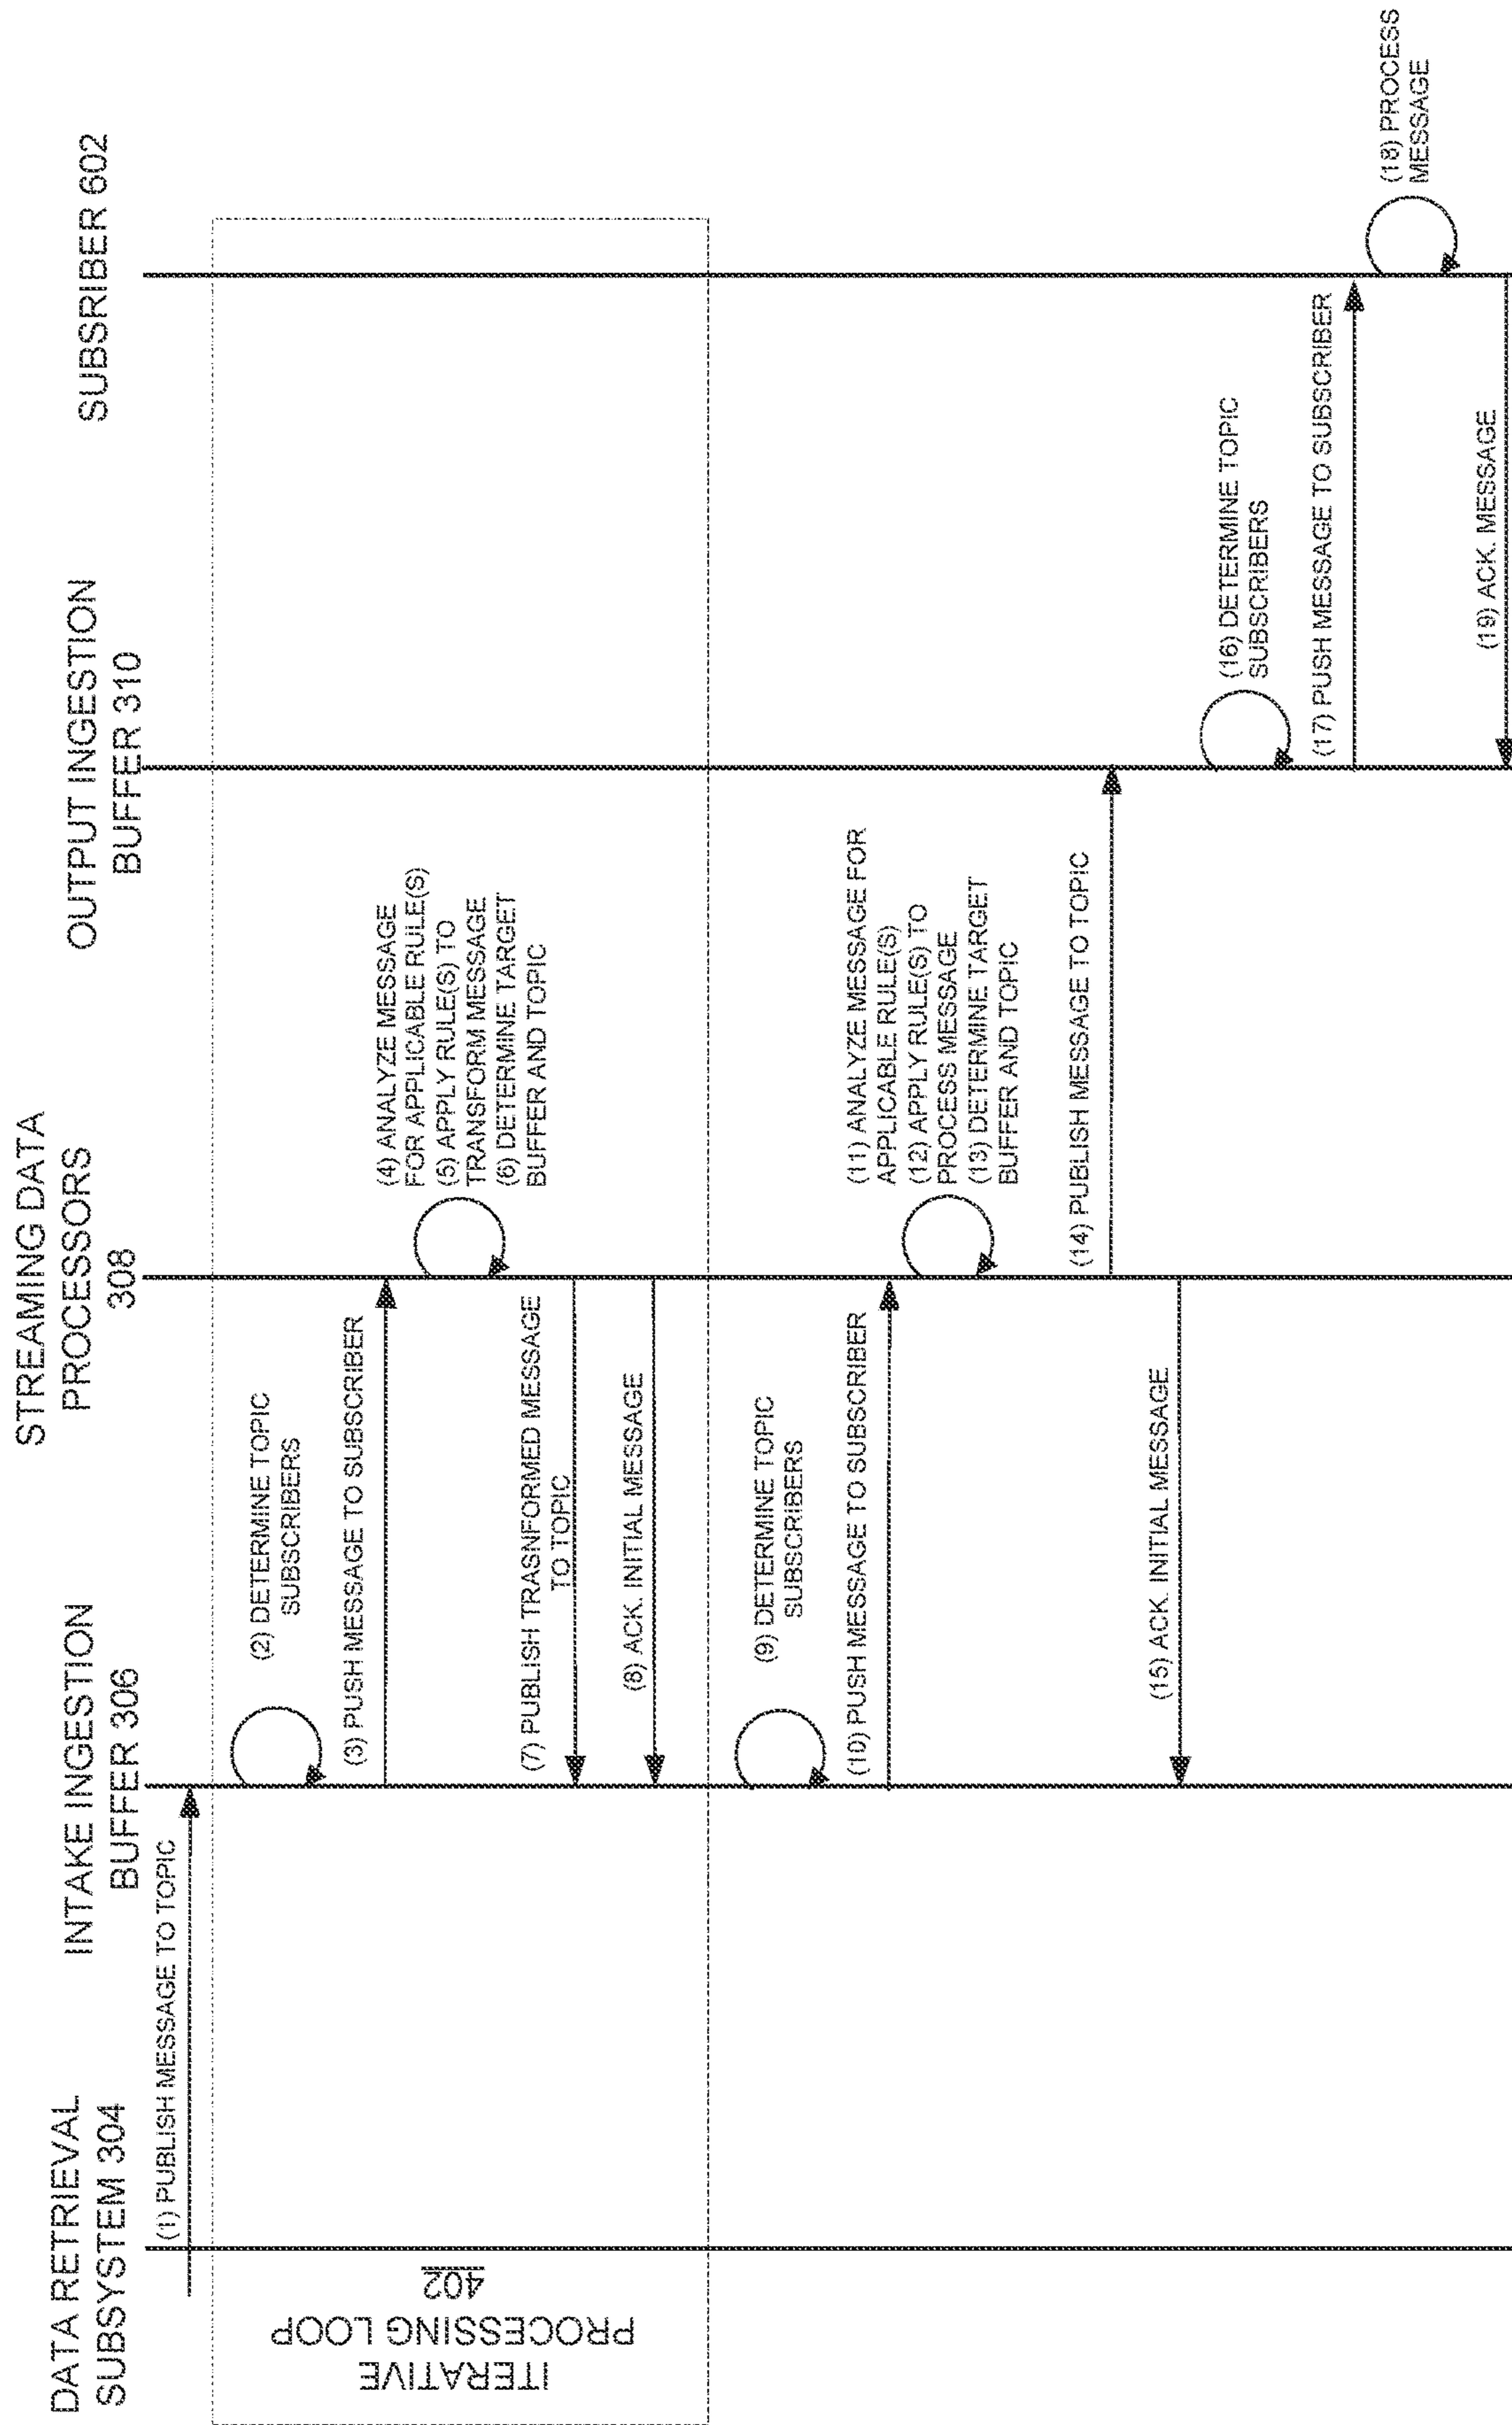 DATA RETRIEVAL
SUBSYSTEM 304
INTAKE INGESTION
BUFFER 306
STREAMING DATA
PROCESSORS
308
OUTPUT INGESTION
BUFFER 310
SUBSRIBER 602
(1) PUBLISH MESSAGE TO TOPIC
ITERATIVE
PROCESSING LOOP
402
(2) DETERMINE TOPIC
SUBSCRIBERS
(3) PUSH MESSAGE TO SUBSCRIBER
(4) ANALYZE MESSAGE
FOR APPLICABLE RULE(S)
(5) APPLY RULE(S) TO
TRANSFORM MESSAGE
(6) DETERMINE TARGET
BUFFER AND TOPIC
(7) PUBLISH TRASNFORMED MESSAGE
TO TOPIC
(8) ACK. INITIAL MESSAGE
(9) DETERMINE TOPIC
SUBSCRIBERS
(10) PUSH MESSAGE TO SUBSCRIBER
(11) ANALYZE MESSAGE FOR
APPLICABLE RULE(S)
(12) APPLY RULE(S) TO
PROCESS MESSAGE
(13) DETERMINE TARGET
BUFFER AND TOPIC
(14) PUBLISH MESSAGE TO TOPIC
(15) ACK. INITIAL MESSAGE
(16) DETERMINE TOPIC
SUBSCRIBERS
(17) PUSH MESSAGE TO SUBSCRIBER
(18) PROCESS
MESSAGE
(19) ACK. MESSAGE